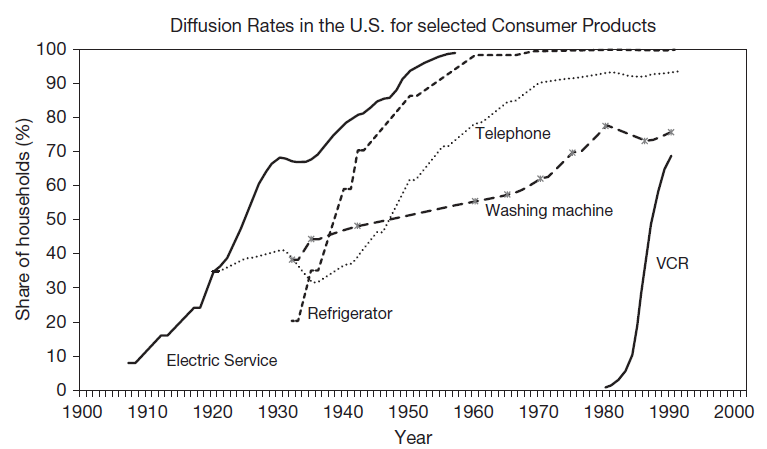 Diffusion Rates in the U.S. for selected Consumer Products
100
90
80
70
60
50
40
30
20
10
0
Share of households (%)
Telephone
Washing machine
VCR
Refrigerator
Electric Service
1900 1910 1920 1930 1940 1950 1960 1970 1980 1990 2000
Year